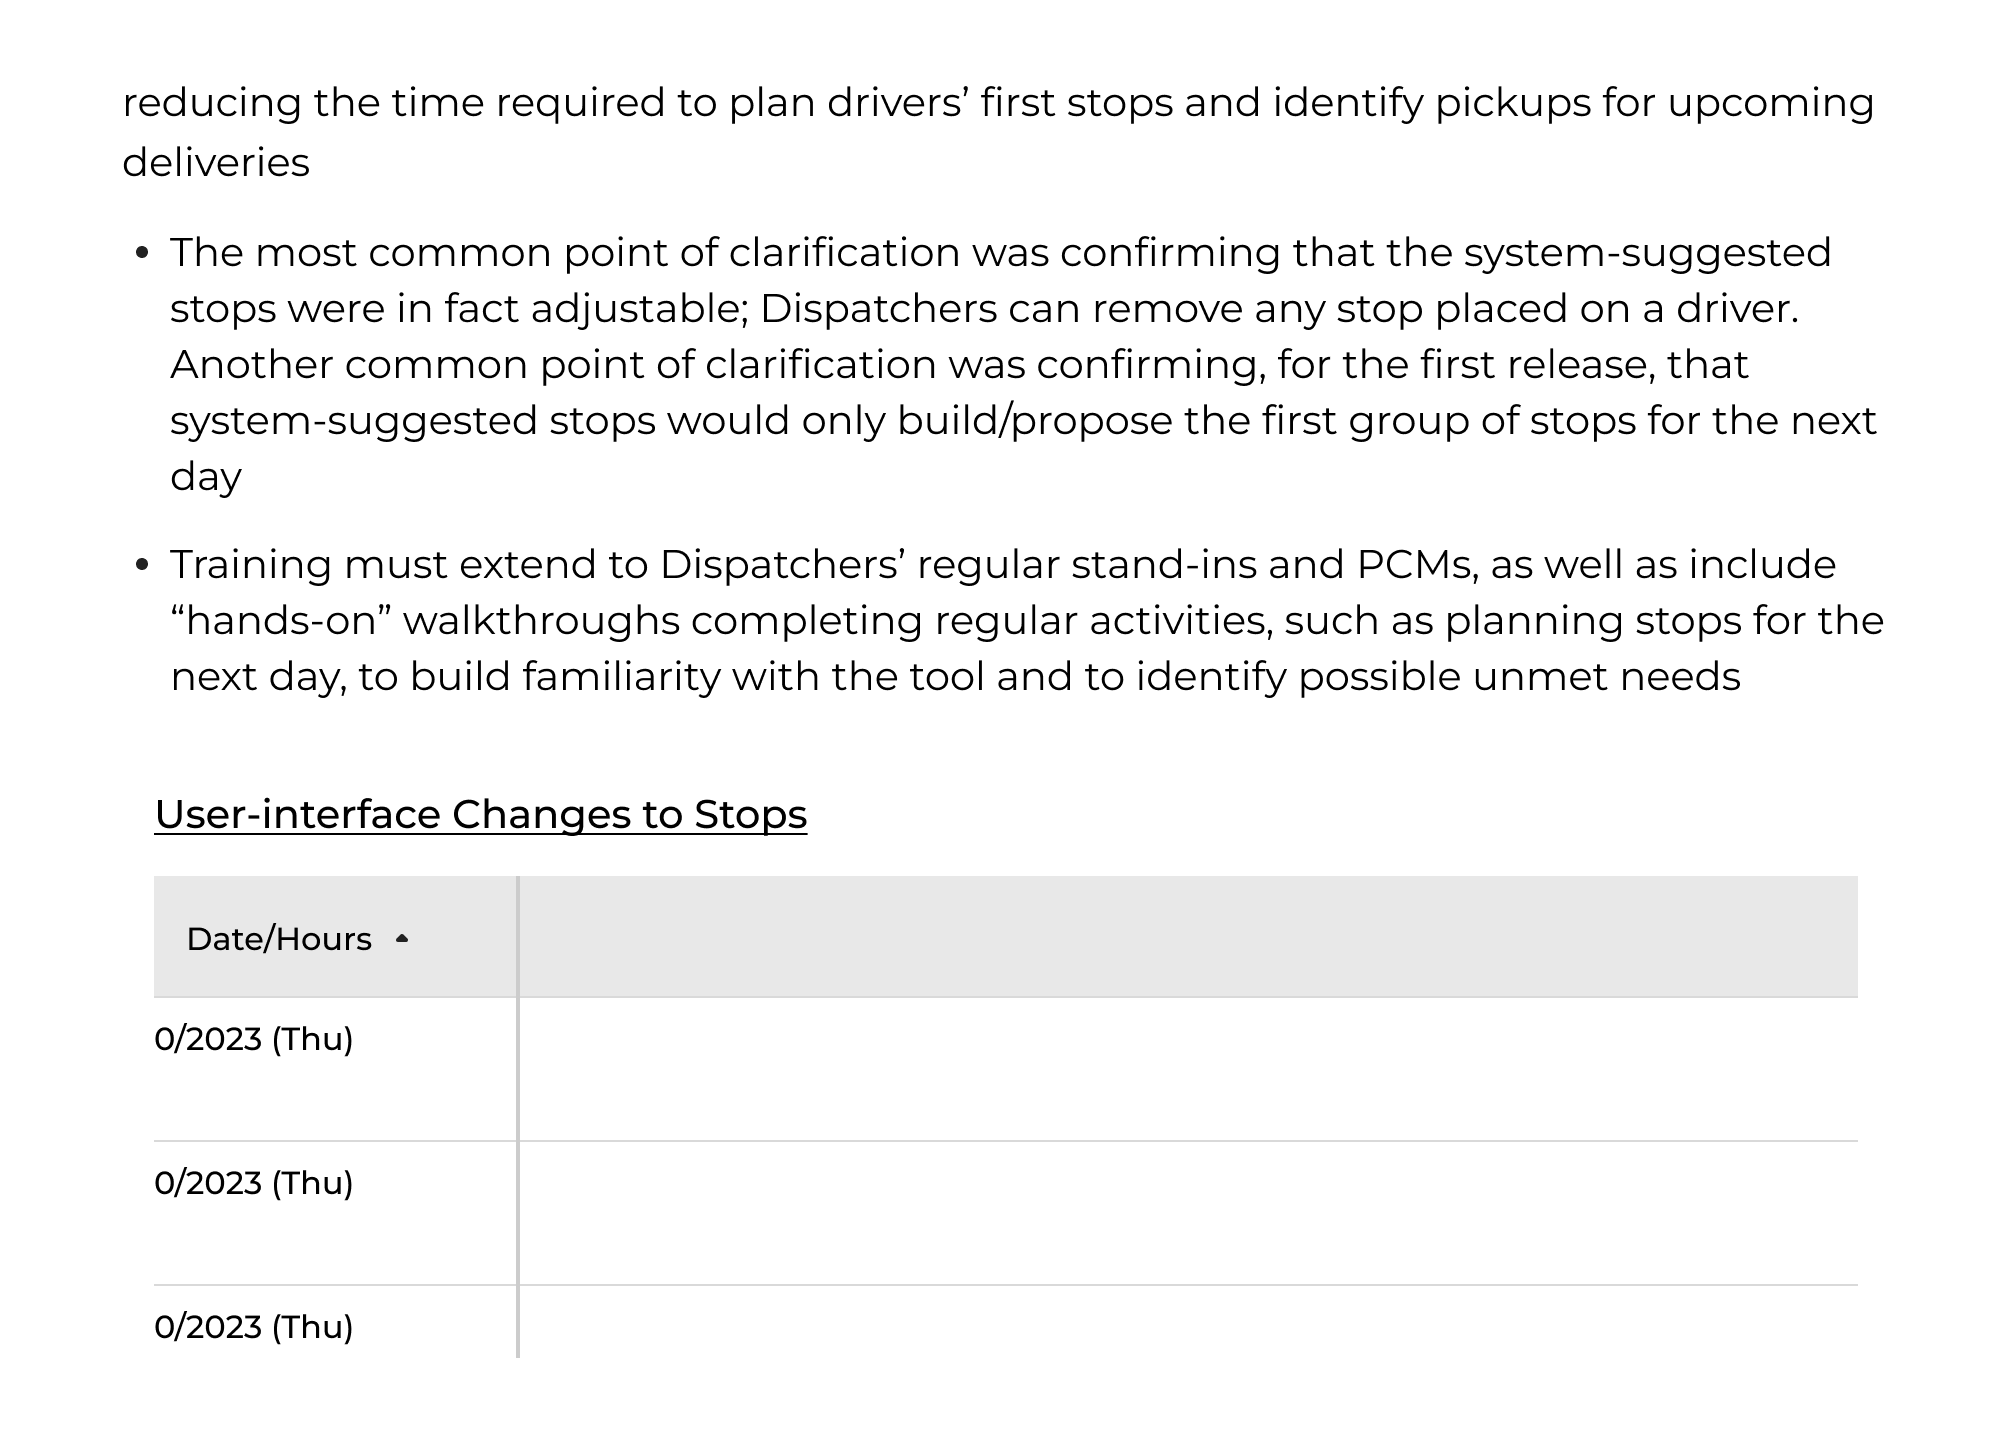 reducing the time required to plan drivers’ first stops and identify pickups for upcoming
deliveries
• The most common point of clarification was confirming that the system-suggested
stops were in fact adjustable; Dispatchers can remove any stop placed on a driver.
Another common point of clarification was confirming, for the first release, that
system-suggested stops would only build/propose the first group of stops for the next
day
• Training must extend to Dispatchers’ regular stand-ins and PCMs, as well as include
“hands-on” walkthroughs completing regular activities, such as planning stops for the
next day, to build familiarity with the tool and to identify possible unmet needs
User-interface Changes to Stops
Date/Hours
0/2023 (Thu)
0/2023 (Thu)
0/2023 (Thu)